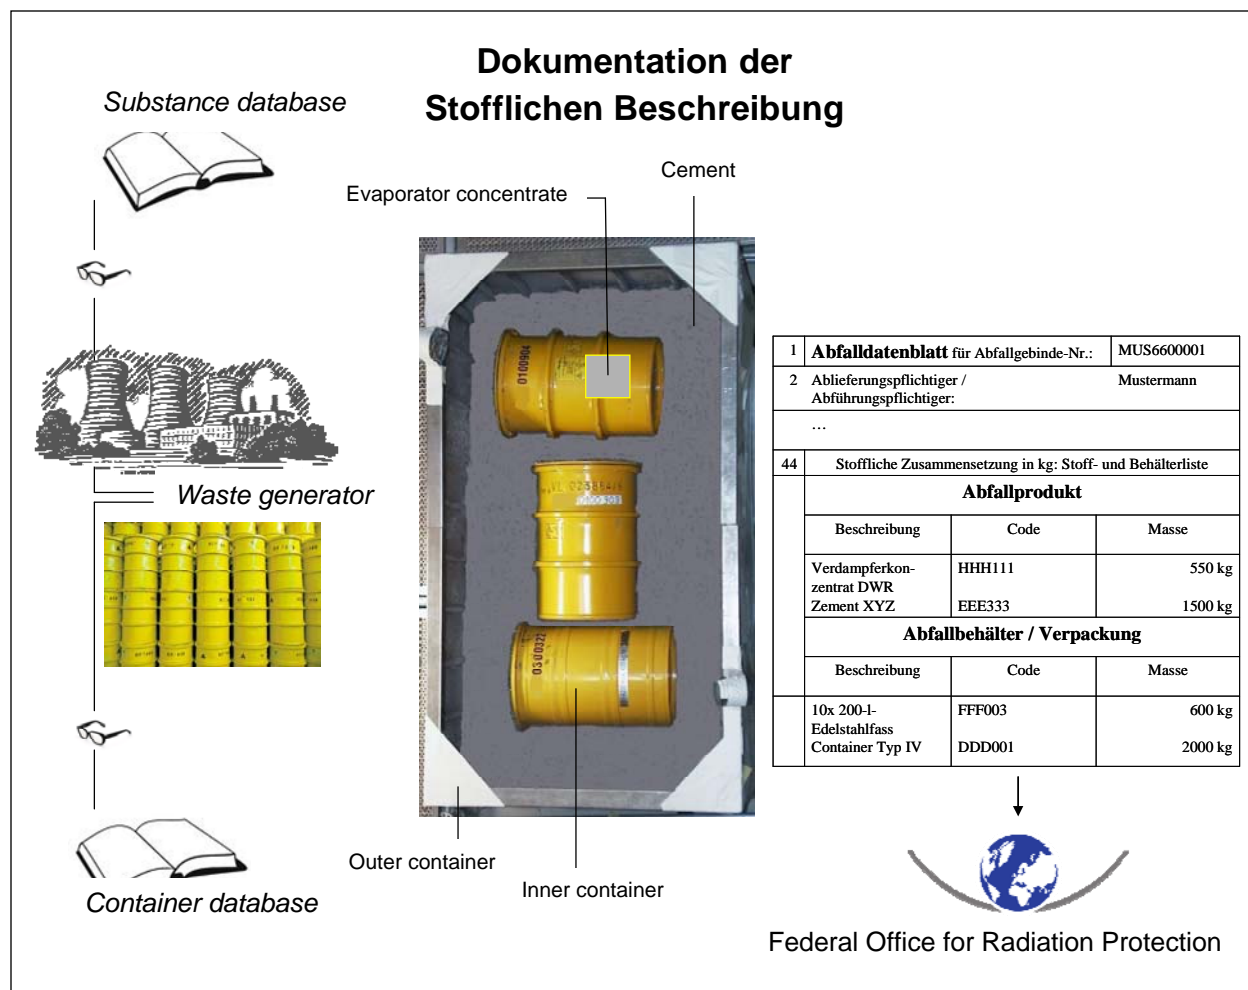 Dokumentation der
Stofflichen Beschreibung
Substance database
Cement
Evaporator concentrate
0100904
0300322
Waste generator
Outer container
Inner container
Container database
1 Abfalldatenblatt für Abfallgebinde-Nr.: MUS6600001
2 Ablieferungspflichtiger / Mustermann
Abführungspflichtiger:
…
44 Stoffliche Zusammensetzung in kg: Stoff- und Behälterliste
Abfallprodukt
Beschreibung Code Masse
Verdampferkon- HHH111 550 kg
zentrat DWR
Zement XYZ EEE333 1500 kg
Abfallbehälter / Verpackung
Beschreibung Code Masse
10x 200-l- FFF003 600 kg
Edelstahlfass
Container Typ IV DDD001 2000 kg
Federal Office for Radiation Protection